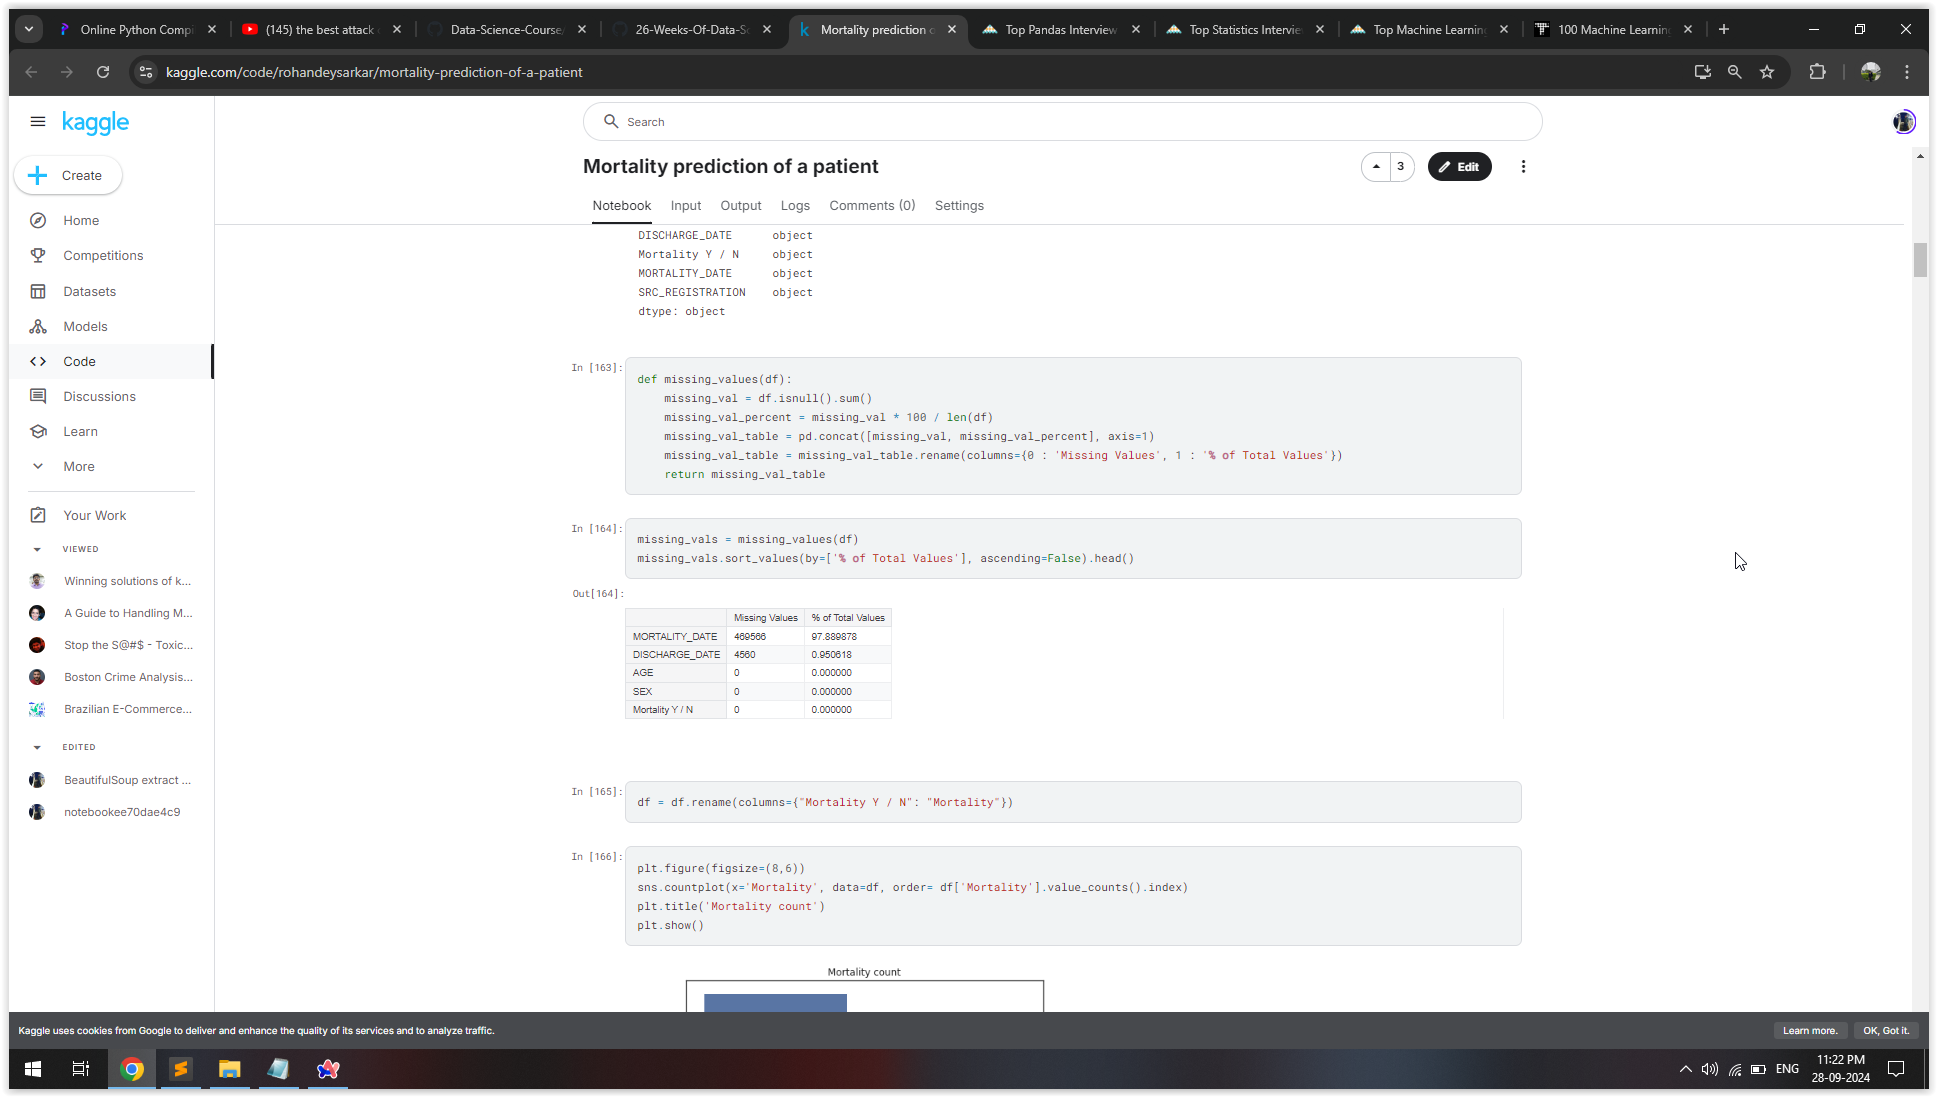 Online Python Compi
(145) the best attack
Data-Science-Course/
26-Weeks-Of-Data-S
Mortality prediction o
Top Pandas Interview
Top Statistics Intervie
Top Machine Learning
100 Machine Learning
kaggle.com/code/rohandeysarkar/mortality-prediction-of-a-patient
kaggle
Search
Create
Home
Competitions
Datasets
Models
Code
Discussions
Learn
More
Your Work
VIEWED
Winning solutions of k...
A Guide to Handling M...
Stop the S@#$ - Toxic...
Boston Crime Analysis...
Brazilian E-Commerce...
EDITED
BeautifulSoup extract ...
notebookee70dae4c9
Mortality prediction of a patient
3
Edit
Notebook Input Output Logs Comments (0) Settings
DISCHARGE_DATE object
Mortality Y / N object
MORTALITY_DATE object
SRC_REGISTRATION object
dtype: object
In [163]:
def missing_values(df):
    missing_val = df.isnull().sum()
    missing_val_percent = missing_val * 100 / len(df)
    missing_val_table = pd.concat([missing_val, missing_val_percent], axis=1)
    missing_val_table = missing_val_table.rename(columns={0 : 'Missing Values', 1 : '% of Total Values'})
    return missing_val_table
In [164]:
missing_vals = missing_values(df)
missing_vals.sort_values(by=['% of Total Values'], ascending=False).head()
Out[164]:
Missing Values % of Total Values
MORTALITY_DATE 469566 97.889878
DISCHARGE_DATE 4560 0.950618
AGE 0 0.000000
SEX 0 0.000000
Mortality Y / N 0 0.000000
In [165]:
df = df.rename(columns={"Mortality Y / N": "Mortality"})
In [166]:
plt.figure(figsize=(8,6))
sns.countplot(x='Mortality', data=df, order= df['Mortality'].value_counts().index)
plt.title('Mortality count')
plt.show()
Mortality count
Kaggle uses cookies from Google to deliver and enhance the quality of its services and to analyze traffic.
Learn more.
OK, Got it.
ENG
11:22 PM
28-09-2024